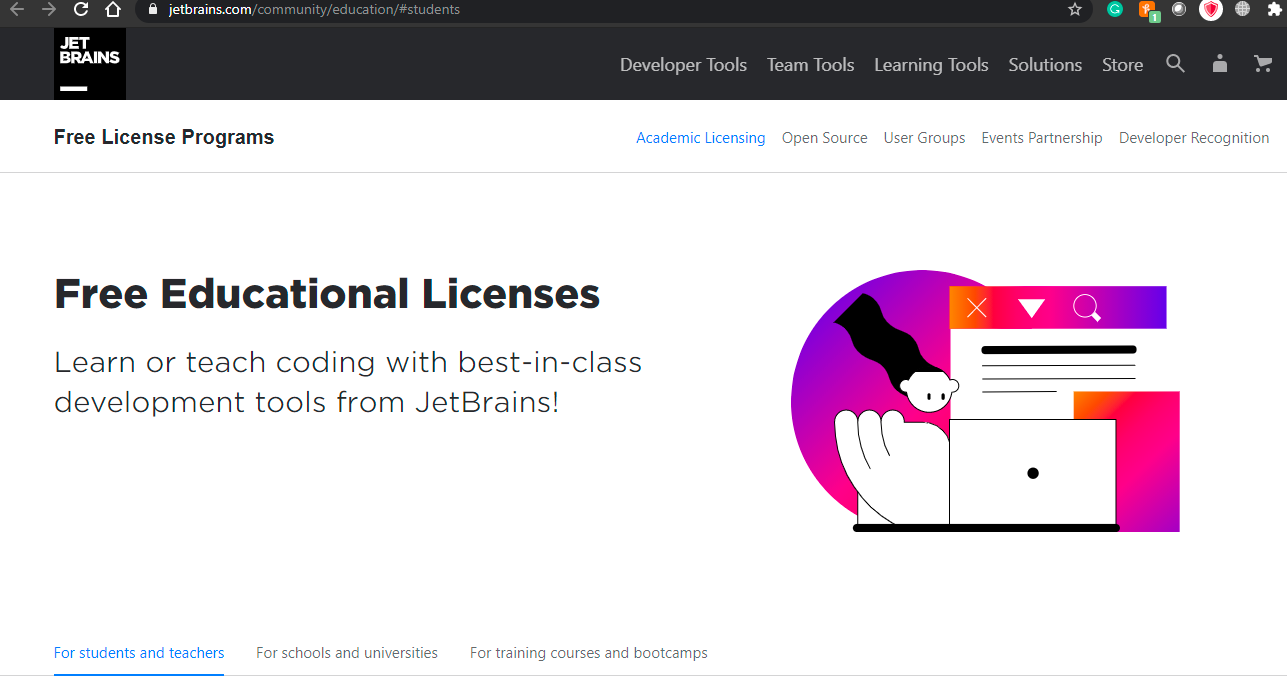 jetbrains.com/community/education/#students
1
JET
BRAINS
Developer Tools Team Tools Learning Tools Solutions Store
Free License Programs
Academic Licensing Open Source User Groups Events Partnership Developer Recognition
Free Educational Licenses
Learn or teach coding with best-in-class
development tools from JetBrains!
For students and teachers For schools and universities For training courses and bootcamps